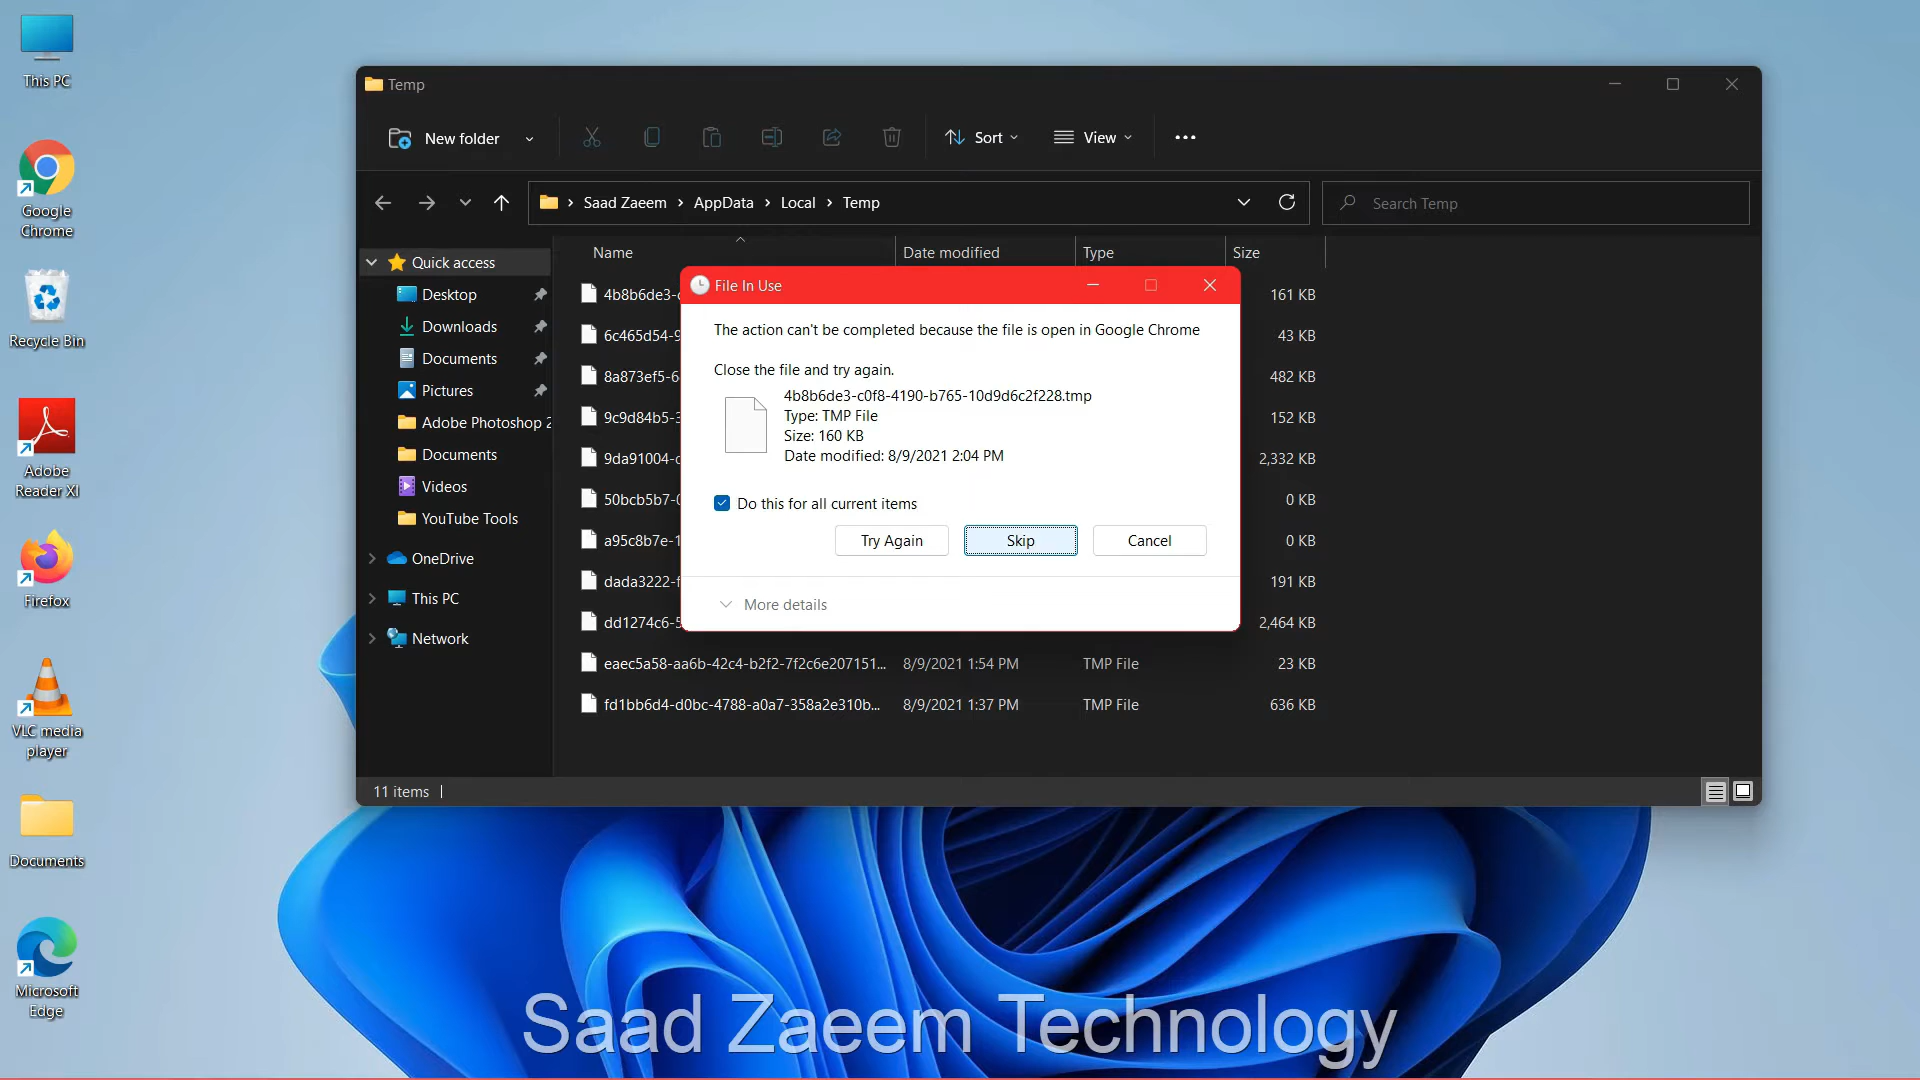 This PC
Google
Chrome
Recycle Bin
Adobe
Reader XI
Firefox
VLC media
player
Documents
Microsoft
Edge
Temp
New folder
Sort
View
Saad Zaeem > AppData > Local > Temp
Search Temp
Quick access
Desktop
Downloads
Documents
Pictures
Adobe Photoshop 2
Documents
Videos
YouTube Tools
OneDrive
This PC
Network
Name Date modified Type Size
4b8b6de3-c 161 KB
6c465d54-9 43 KB
8a873ef5-6 482 KB
9c9d84b5-3 152 KB
9da91004-c 2,332 KB
50bcb5b7-0 0 KB
a95c8b7e-1 0 KB
dada3222-f 191 KB
dd1274c6-5 2,464 KB
eaec5a58-aa6b-42c4-b2f2-7f2c6e207151... 8/9/2021 1:54 PM TMP File 23 KB
fd1bb6d4-d0bc-4788-a0a7-358a2e310b... 8/9/2021 1:37 PM TMP File 636 KB
11 items
File In Use
The action can't be completed because the file is open in Google Chrome
Close the file and try again.
4b8b6de3-c0f8-4190-b765-10d9d6c2f228.tmp
Type: TMP File
Size: 160 KB
Date modified: 8/9/2021 2:04 PM
Do this for all current items
Try Again
Skip
Cancel
More details
Saad Zaeem Technology